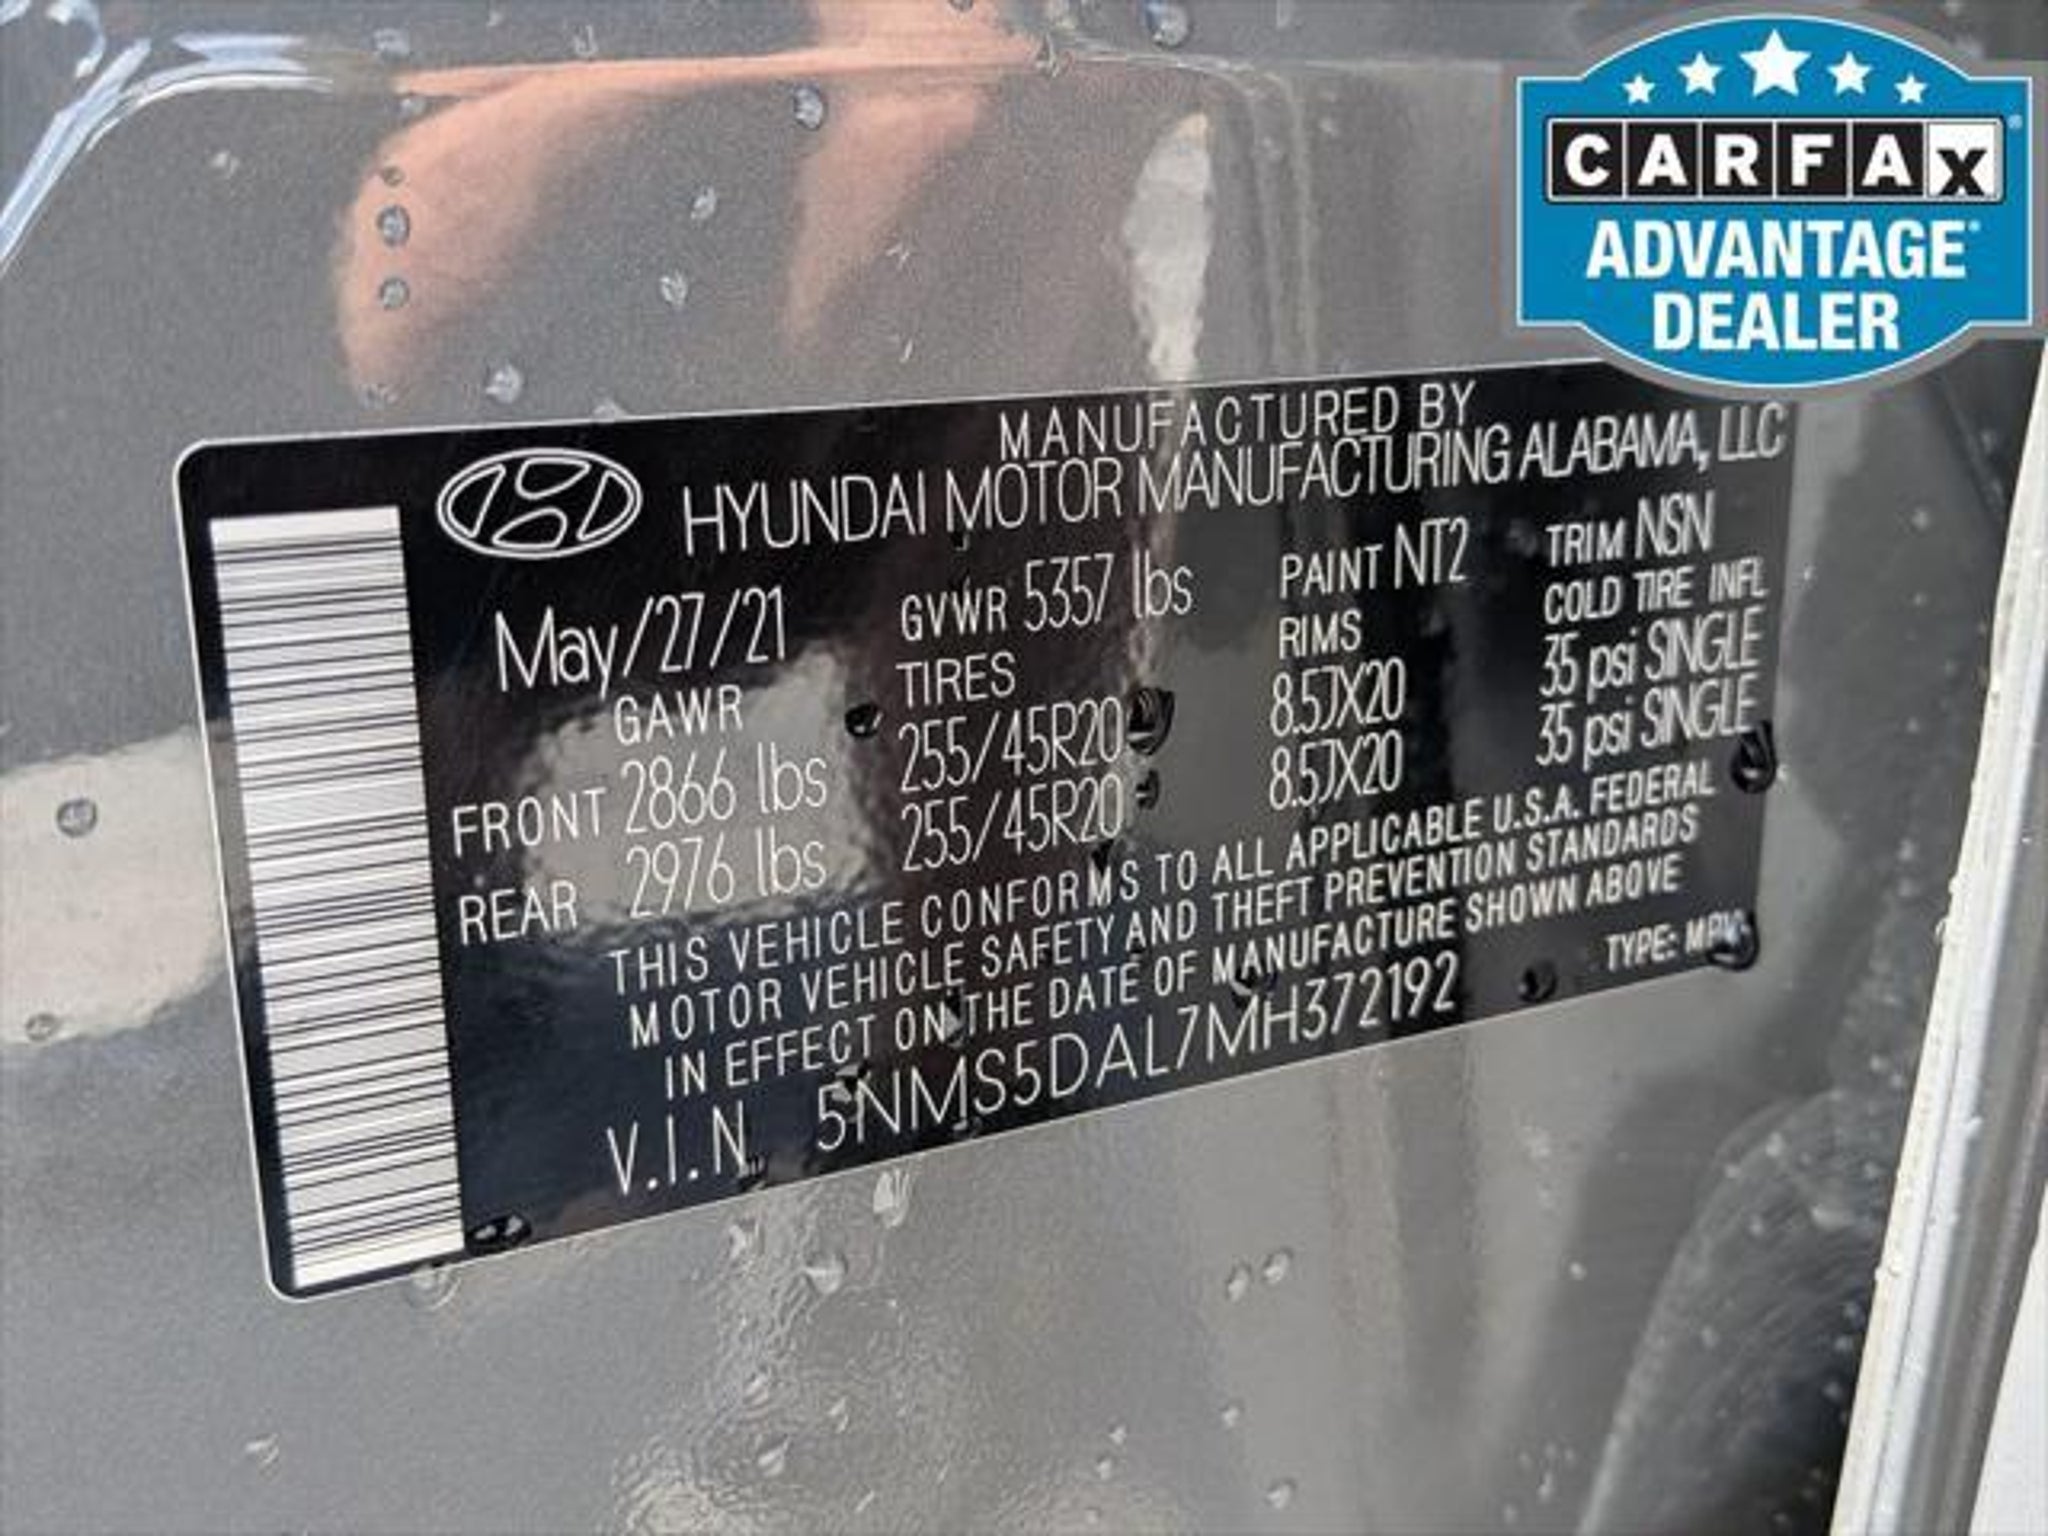 CARFAX
ADVANTAGE
DEALER
MANUFACTURED BY
HYUNDAI MOTOR MANUFACTURING ALABAMA, LLC
May/27/21 GVWR 5357 lbs PAINT NT2 TRIM NSN
GAWR TIRES RIMS COLD TIRE INFL
FRONT 2866 lbs 255/45R20 8.5JX20 35 psi SINGLE
REAR 2976 lbs 255/45R20 8.5JX20 35 psi SINGLE
THIS VEHICLE CONFORMS TO ALL APPLICABLE U.S.A. FEDERAL
MOTOR VEHICLE SAFETY AND THEFT PREVENTION STANDARDS
IN EFFECT ON THE DATE OF MANUFACTURE SHOWN ABOVE
V.I.N 5NMS5DAL7MH372192 TYPE: MPV